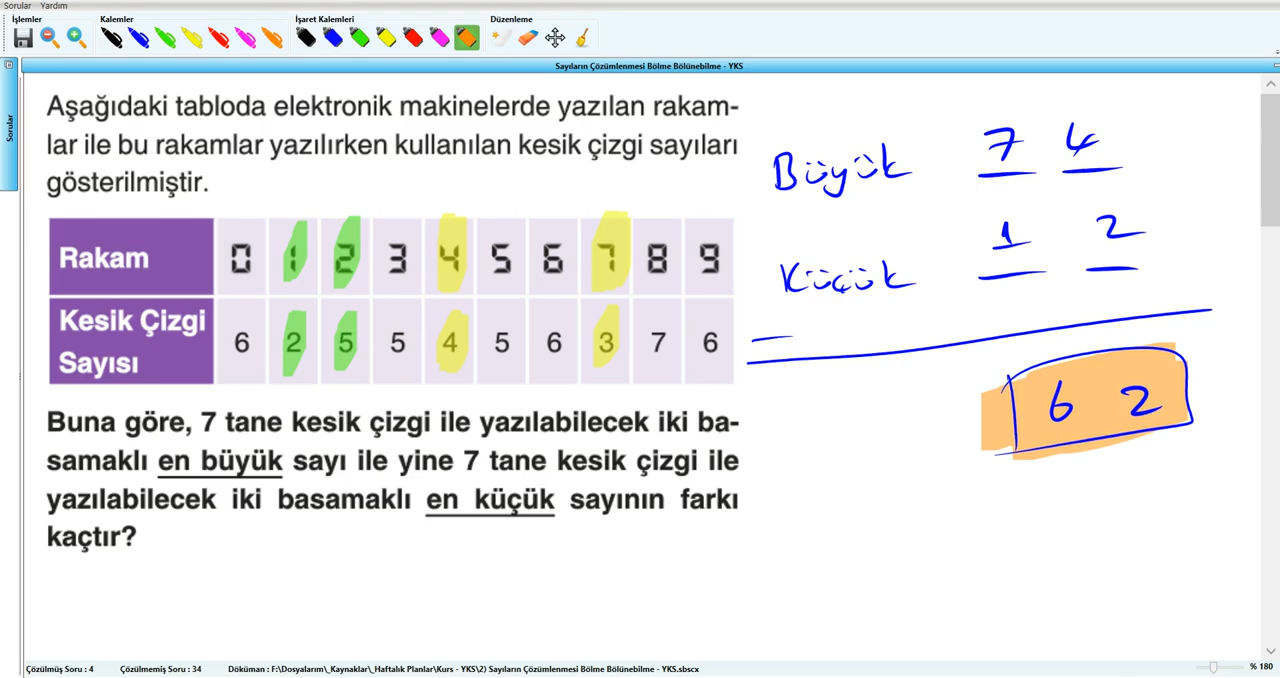 Sorular Yardım
İşlemler Kalemler İşaret Kalemleri Düzenleme
Sayıların Çözümlenmesi Bölme Bölünebilme - YKS
Sorular
Aşağıdaki tabloda elektronik makinelerde yazılan rakam-
lar ile bu rakamlar yazılırken kullanılan kesik çizgi sayıları
gösterilmiştir.
Rakam 0 1 2 3 4 5 6 7 8 9
Kesik Çizgi
Sayısı 6 2 5 5 4 5 6 3 7 6
Buna göre, 7 tane kesik çizgi ile yazılabilecek iki ba-
samaklı en büyük sayı ile yine 7 tane kesik çizgi ile
yazılabilecek iki basamaklı en küçük sayının farkı
kaçtır?
Büyük 7 4
Küçük 1 2
—
6 2
Çözülmüş Soru : 4 Çözülmemiş Soru : 34 Döküman : F:\Dosyalarım\_Kaynaklar\_Haftalık Planlar\Kurs - YKS\2) Sayıların Çözümlenmesi Bölme Bölünebilme - YKS.sbscx
% 180